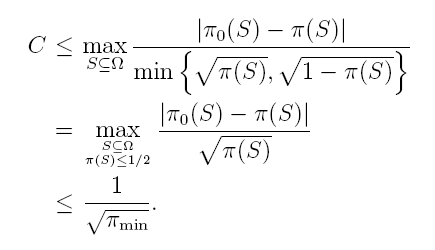 C ≤ max_{S⊆Ω} |π₀(S) − π(S)| / min{√π(S), √(1 − π(S))}
= max_{S⊆Ω, π(S)≤1/2} |π₀(S) − π(S)| / √π(S)
≤ 1/√π_min.